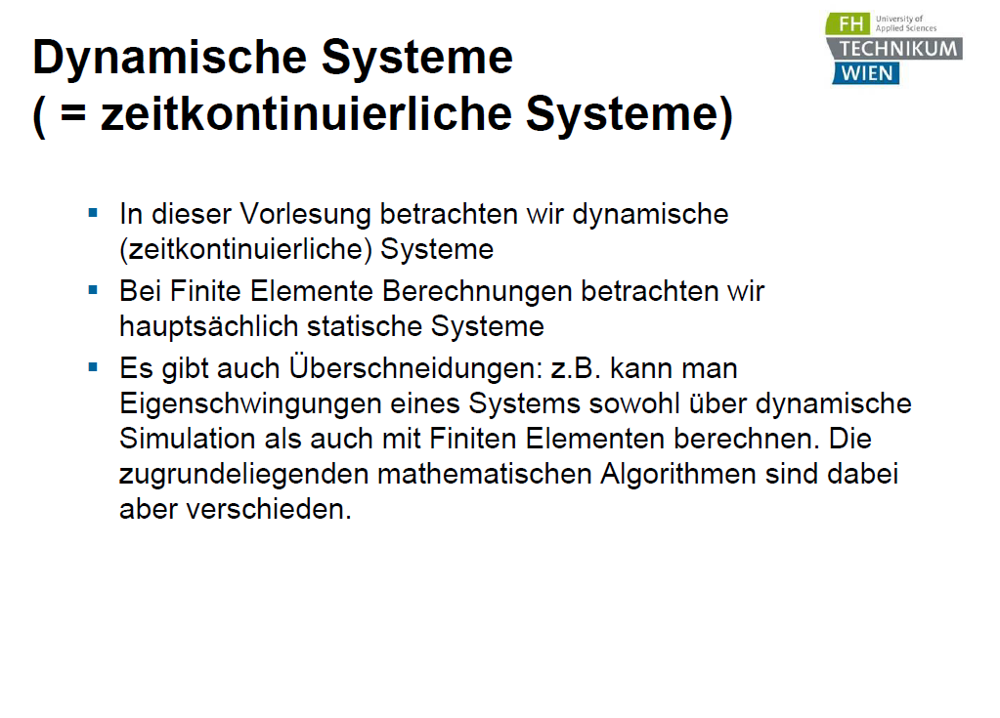 Dynamische Systeme
( = zeitkontinuierliche Systeme)
FH
University of
Applied Sciences
TECHNIKUM
WIEN
▪ In dieser Vorlesung betrachten wir dynamische
(zeitkontinuierliche) Systeme
▪ Bei Finite Elemente Berechnungen betrachten wir
hauptsächlich statische Systeme
▪ Es gibt auch Überschneidungen: z.B. kann man
Eigenschwingungen eines Systems sowohl über dynamische
Simulation als auch mit Finiten Elementen berechnen. Die
zugrundeliegenden mathematischen Algorithmen sind dabei
aber verschieden.